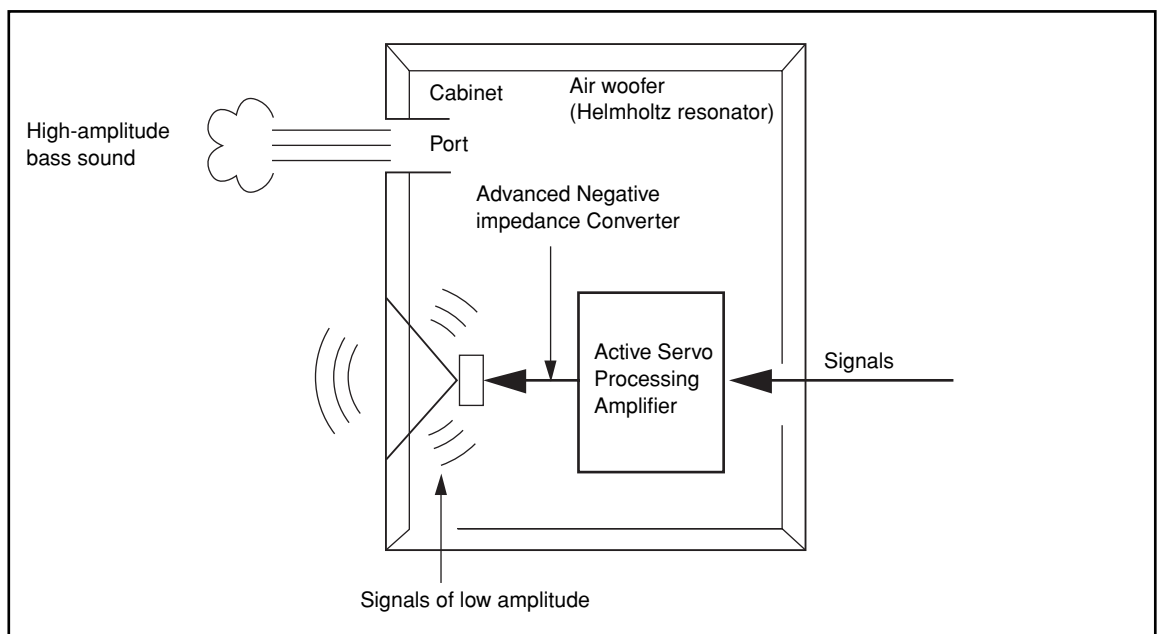 Cabinet
Air woofer
(Helmholtz resonator)
High-amplitude
bass sound
Port
Advanced Negative
impedance Converter
Active Servo
Processing
Amplifier
Signals
Signals of low amplitude